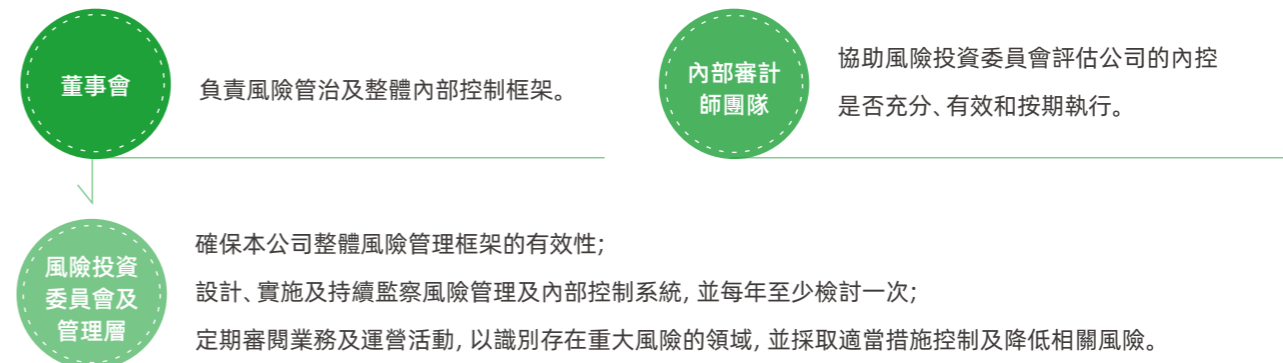 董事會
負責風險管治及整體內部控制框架。
內部審計
師團隊
協助風險投資委員會評估公司的內控
是否充分、有效和按期執行。
風險投資
委員會及
管理層
確保本公司整體風險管理框架的有效性;
設計、實施及持續監察風險管理及內部控制系統, 並每年至少檢討一次;
定期審閱業務及運營活動, 以識別存在重大風險的領域, 並採取適當措施控制及降低相關風險。